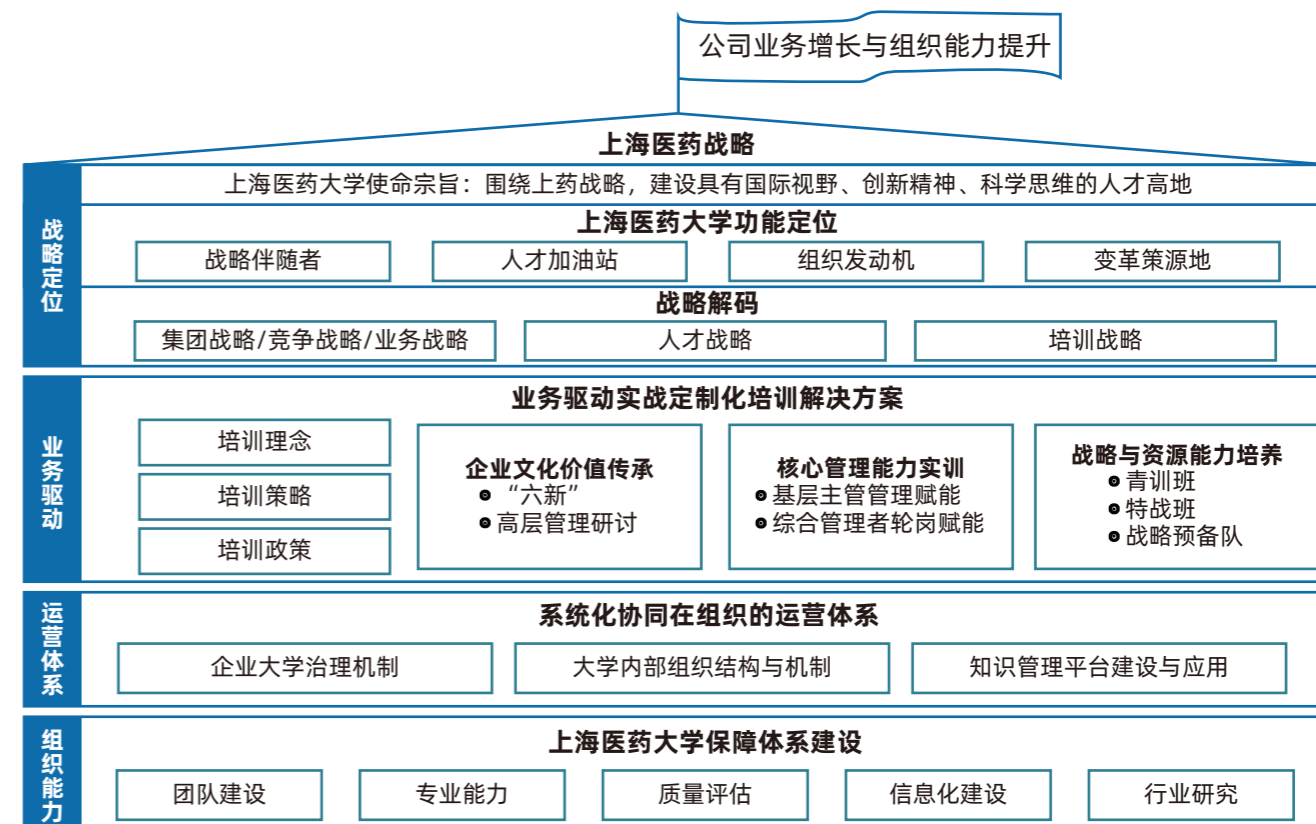 公司业务增长与组织能力提升
上海医药战略
战略定位
上海医药大学使命宗旨：围绕上药战略，建设具有国际视野、创新精神、科学思维的人才高地
上海医药大学功能定位
战略伴随者 人才加油站 组织发动机 变革策源地
战略解码
集团战略/竞争战略/业务战略 人才战略 培训战略
业务驱动
业务驱动实战定制化培训解决方案
培训理念
培训策略
培训政策
企业文化价值传承
“六新”
高层管理研讨
核心管理能力实训
基层主管管理赋能
综合管理者轮岗赋能
战略与资源能力培养
青训班
特战班
战略预备队
运营体系
系统化协同在组织的运营体系
企业大学治理机制 大学内部组织结构与机制 知识管理平台建设与应用
组织能力
上海医药大学保障体系建设
团队建设 专业能力 质量评估 信息化建设 行业研究